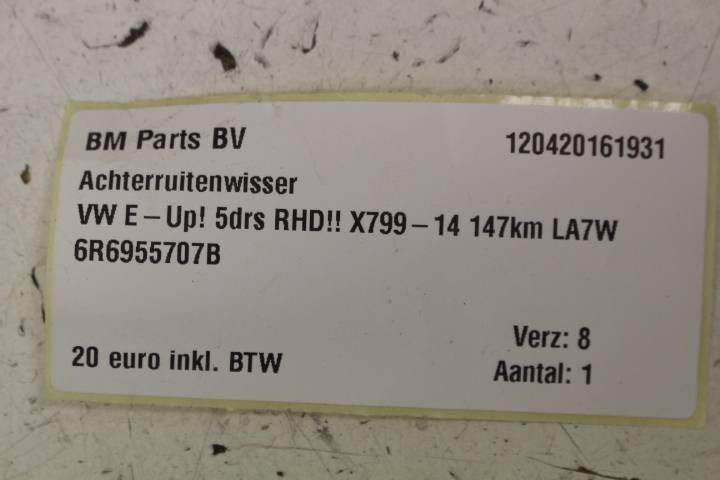 BM Parts BV 120420161931
Achterruitenwisser
VW E-Up! 5drs RHD!! X799-14 147km LA7W
6R6955707B
Verz: 8
20 euro inkl. BTW
Aantal: 1